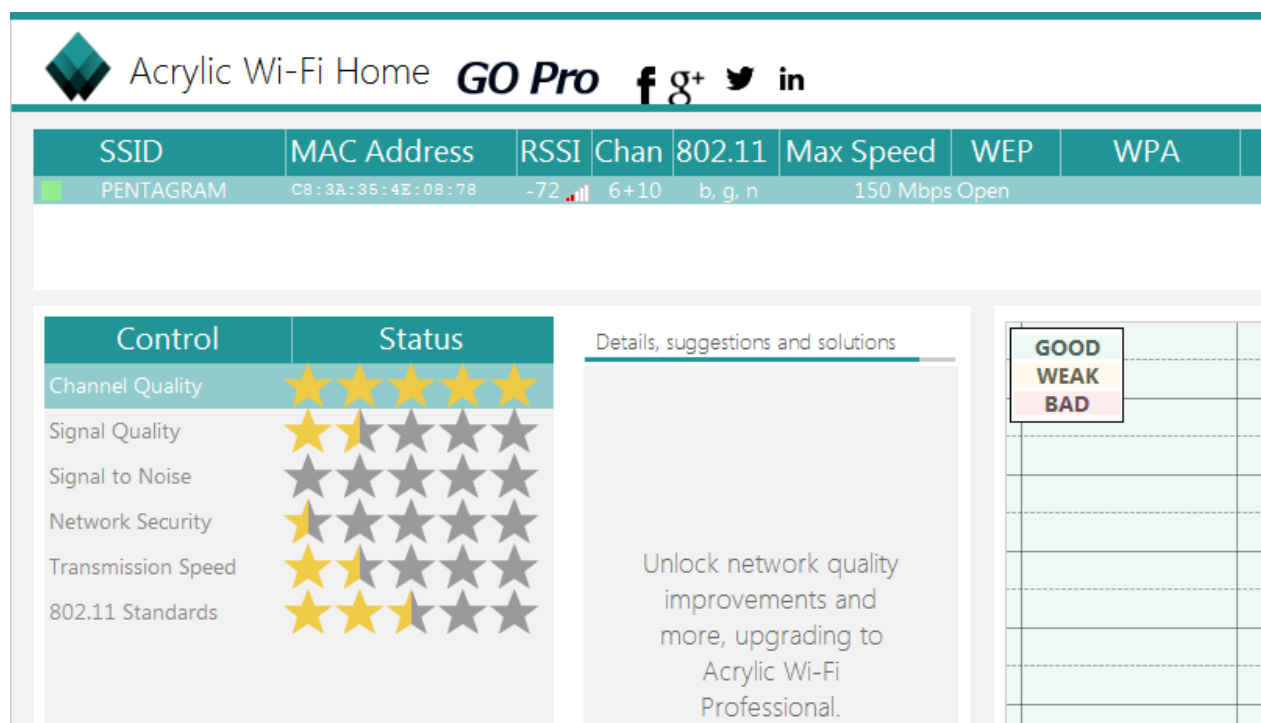 Acrylic Wi-Fi Home GO Pro f g+ in
SSID MAC Address RSSI Chan 802.11 Max Speed WEP WPA
PENTAGRAM C8:3A:35:4E:08:78 -72 6+10 b, g, n 150 Mbps Open
Control Status
Channel Quality
Signal Quality
Signal to Noise
Network Security
Transmission Speed
802.11 Standards
Details, suggestions and solutions
Unlock network quality
improvements and
more, upgrading to
Acrylic Wi-Fi
Professional.
GOOD
WEAK
BAD